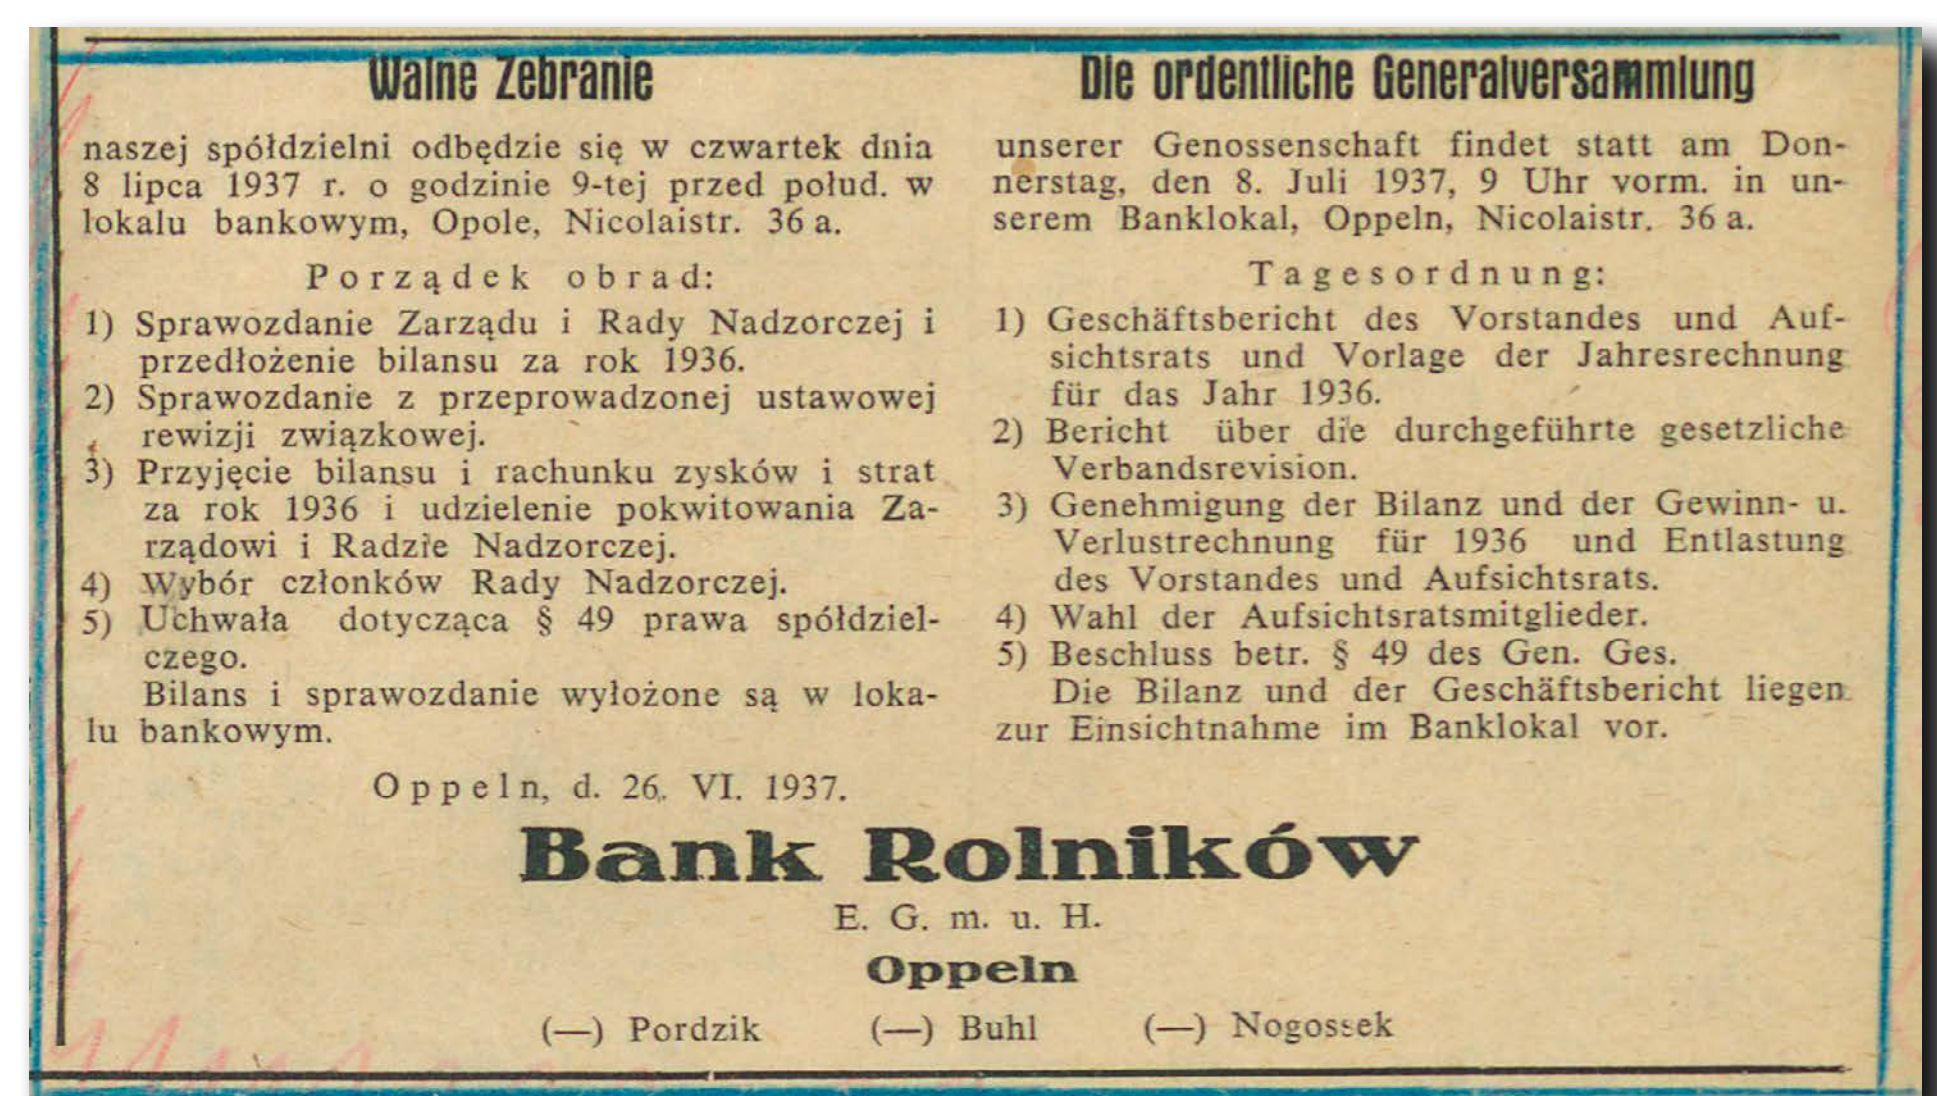 Walne Zebranie
naszej spółdzielni odbędzie się w czwartek dnia
8 lipca 1937 r. o godzinie 9-tej przed połud. w
lokalu bankowym, Opole, Nicolaistr. 36 a.
Porządek obrad:
1) Sprawozdanie Zarządu i Rady Nadzorczej i
przedłożenie bilansu za rok 1936.
2) Sprawozdanie z przeprowadzonej ustawowej
rewizji związkowej.
3) Przyjęcie bilansu i rachunku zysków i strat
za rok 1936 i udzielenie pokwitowania Za-
rządowi i Radzie Nadzorczej.
4) Wybór członków Rady Nadzorczej.
5) Uchwała dotycząca § 49 prawa spółdziel-
czego.
Bilans i sprawozdanie wyłożone są w loka-
lu bankowym.
Die ordentliche Generalversammlung
unserer Genossenschaft findet statt am Don-
nerstag, den 8. Juli 1937, 9 Uhr vorm. in un-
serem Banklokal, Oppeln, Nicolaistr. 36 a.
Tagesordnung:
1) Geschäftsbericht des Vorstandes und Auf-
sichtsrats und Vorlage der Jahresrechnung
für das Jahr 1936.
2) Bericht über die durchgeführte gesetzliche
Verbandsrevision.
3) Genehmigung der Bilanz und der Gewinn- u.
Verlustrechnung für 1936 und Entlastung
des Vorstandes und Aufsichtsrats.
4) Wahl der Aufsichtsratsmitglieder.
5) Beschluss betr. § 49 des Gen. Ges.
Die Bilanz und der Geschäftsbericht liegen
zur Einsichtnahme im Banklokal vor.
Oppeln, d. 26. VI. 1937.
Bank Rolników
E. G. m. u. H.
Oppeln
(—) Pordzik (—) Buhl (—) Nogossek